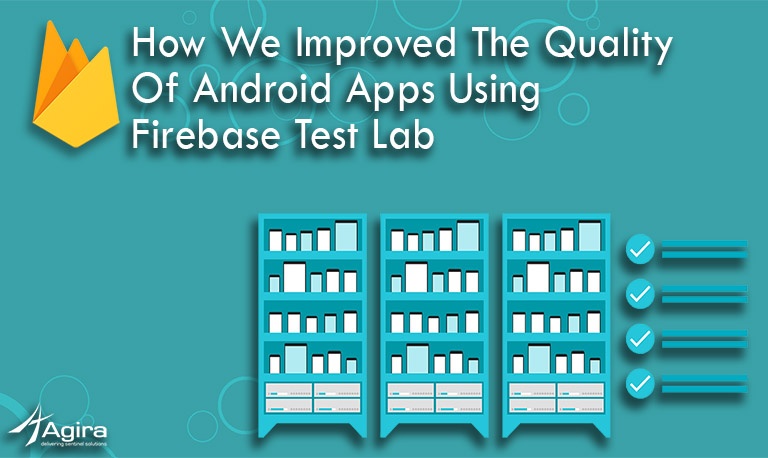 How We Improved The Quality
Of Android Apps Using
Firebase Test Lab
Agira
delivering sentinel solutions